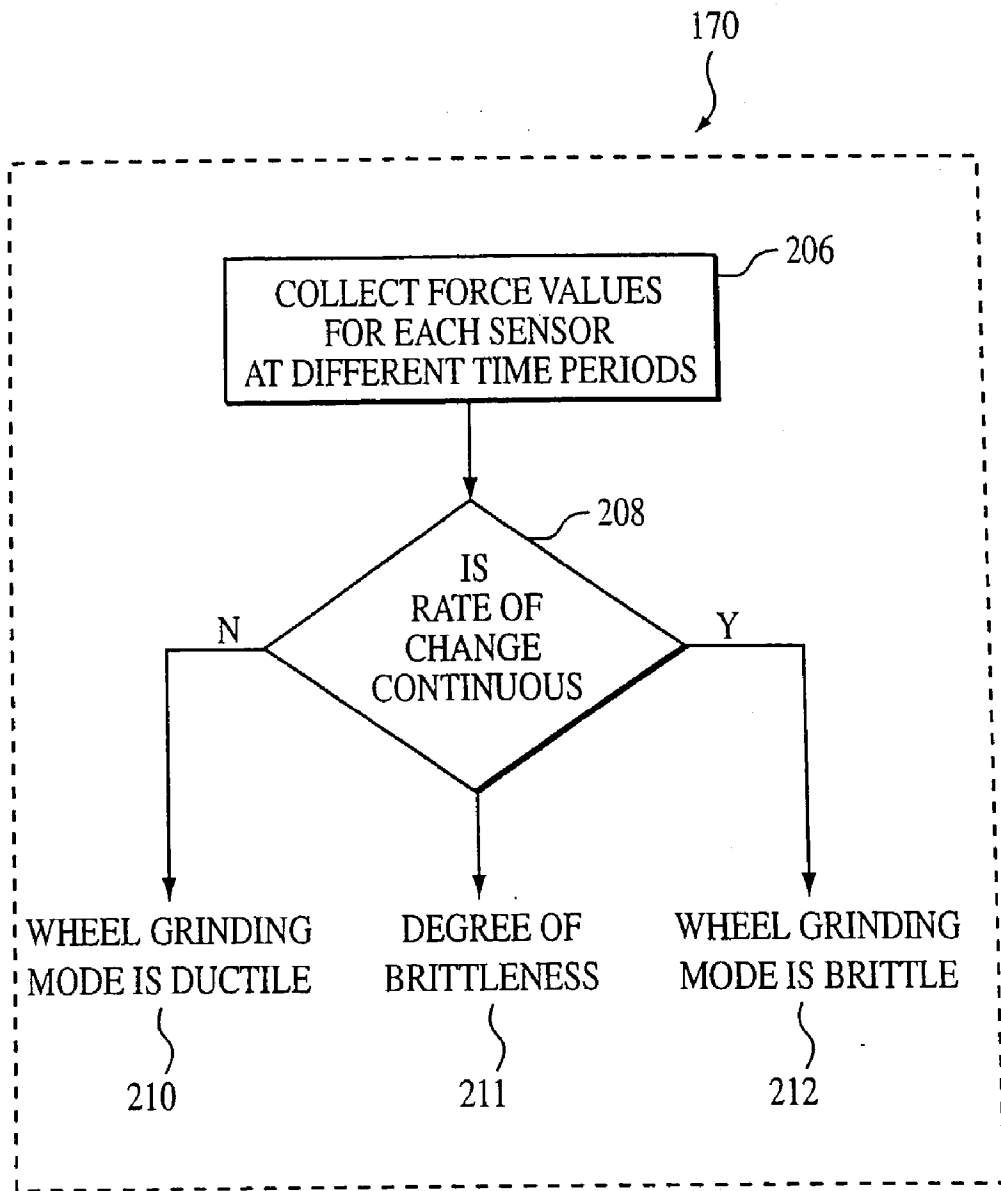 170
206
COLLECT FORCE VALUES
FOR EACH SENSOR
AT DIFFERENT TIME PERIODS
208
IS
RATE OF
CHANGE
CONTINUOUS
N
Y
WHEEL GRINDING
MODE IS DUCTILE
DEGREE OF
BRITTLENESS
WHEEL GRINDING
MODE IS BRITTLE
210
211
212